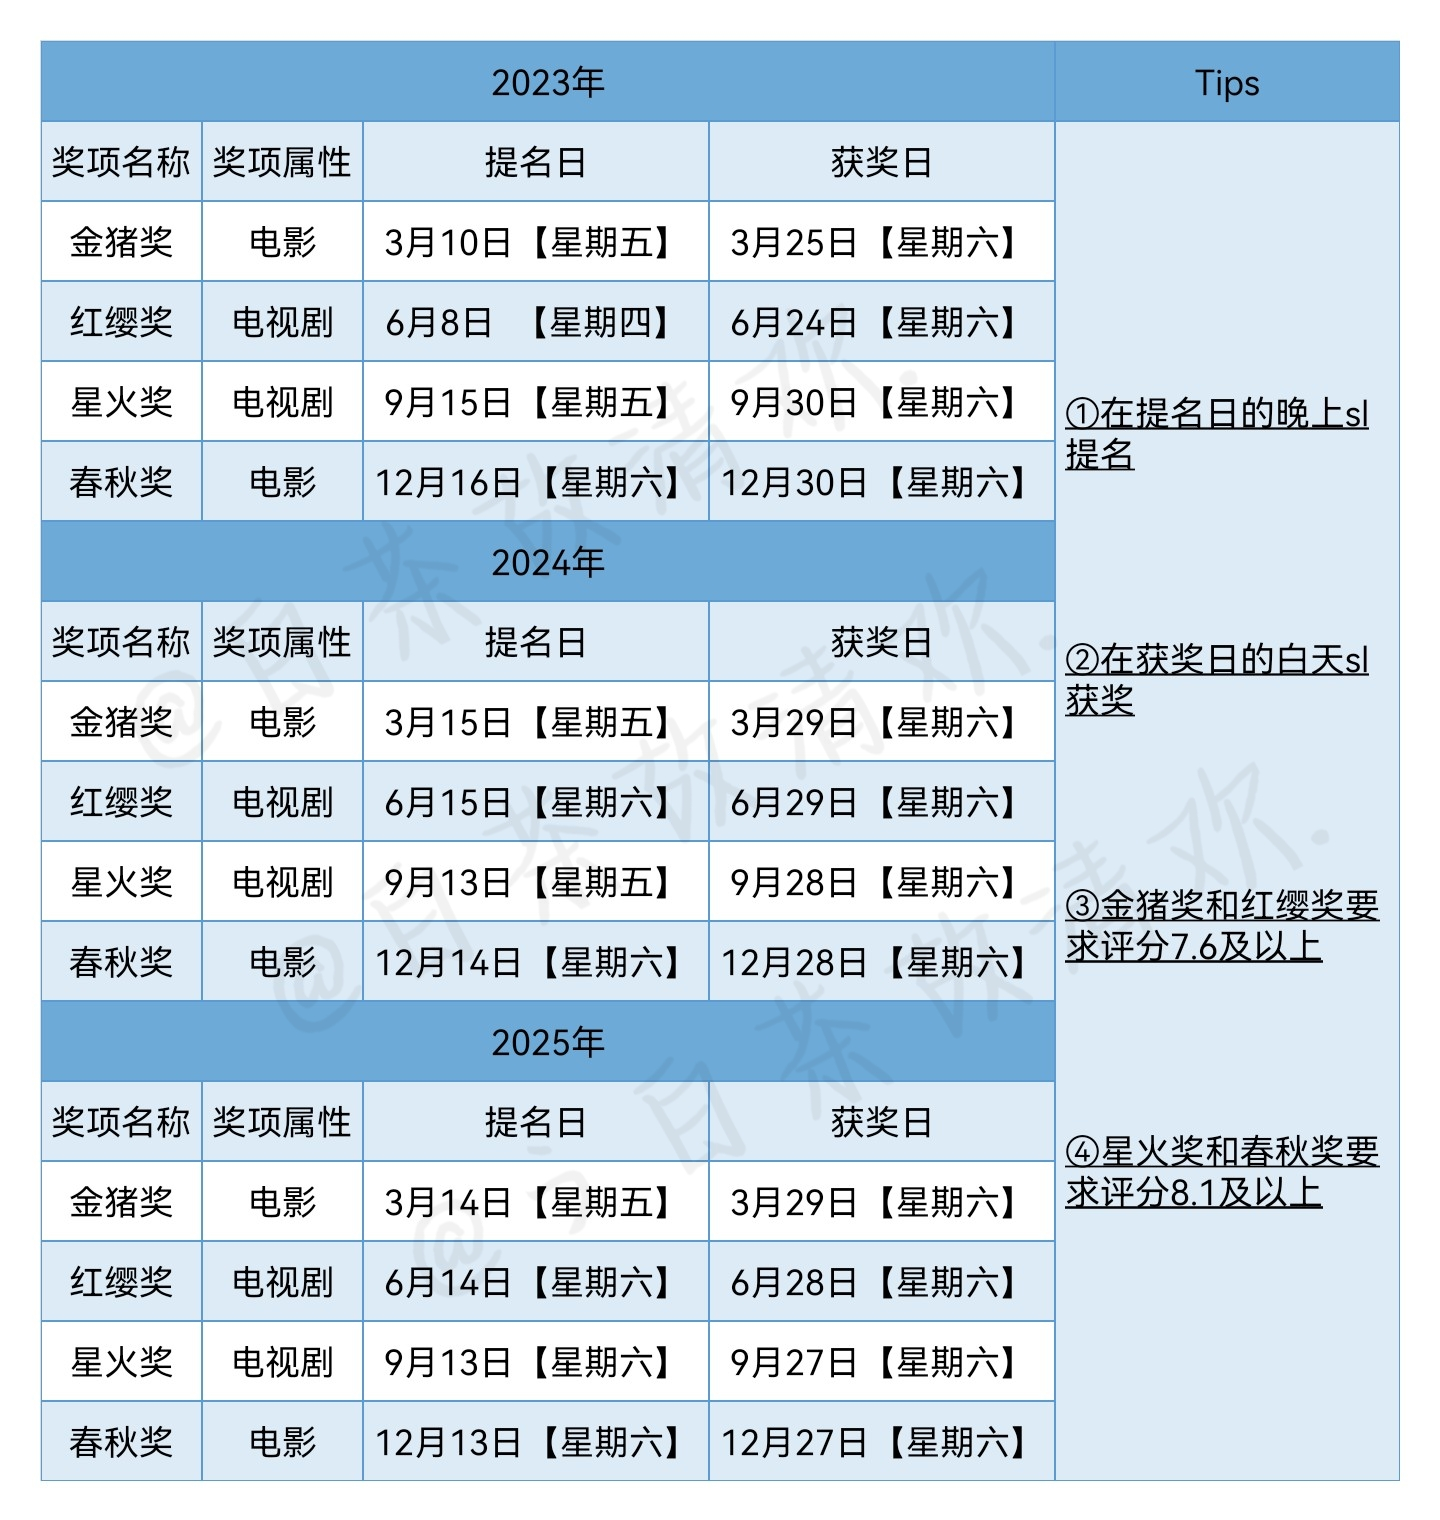 2023年 Tips
奖项名称 奖项属性 提名日 获奖日
金猪奖 电影 3月10日【星期五】 3月25日【星期六】
红缨奖 电视剧 6月8日 【星期四】 6月24日【星期六】
星火奖 电视剧 9月15日【星期五】 9月30日【星期六】
春秋奖 电影 12月16日【星期六】 12月30日【星期六】
2024年
奖项名称 奖项属性 提名日 获奖日
金猪奖 电影 3月15日【星期五】 3月29日【星期六】
红缨奖 电视剧 6月15日【星期六】 6月29日【星期六】
星火奖 电视剧 9月13日【星期五】 9月28日【星期六】
春秋奖 电影 12月14日【星期六】 12月28日【星期六】
2025年
奖项名称 奖项属性 提名日 获奖日
金猪奖 电影 3月14日【星期五】 3月29日【星期六】
红缨奖 电视剧 6月14日【星期六】 6月28日【星期六】
星火奖 电视剧 9月13日【星期六】 9月27日【星期六】
春秋奖 电影 12月13日【星期六】 12月27日【星期六】
①在提名日的晚上sl
提名
②在获奖日的白天sl
获奖
③金猪奖和红缨奖要
求评分7.6及以上
④星火奖和春秋奖要
求评分8.1及以上